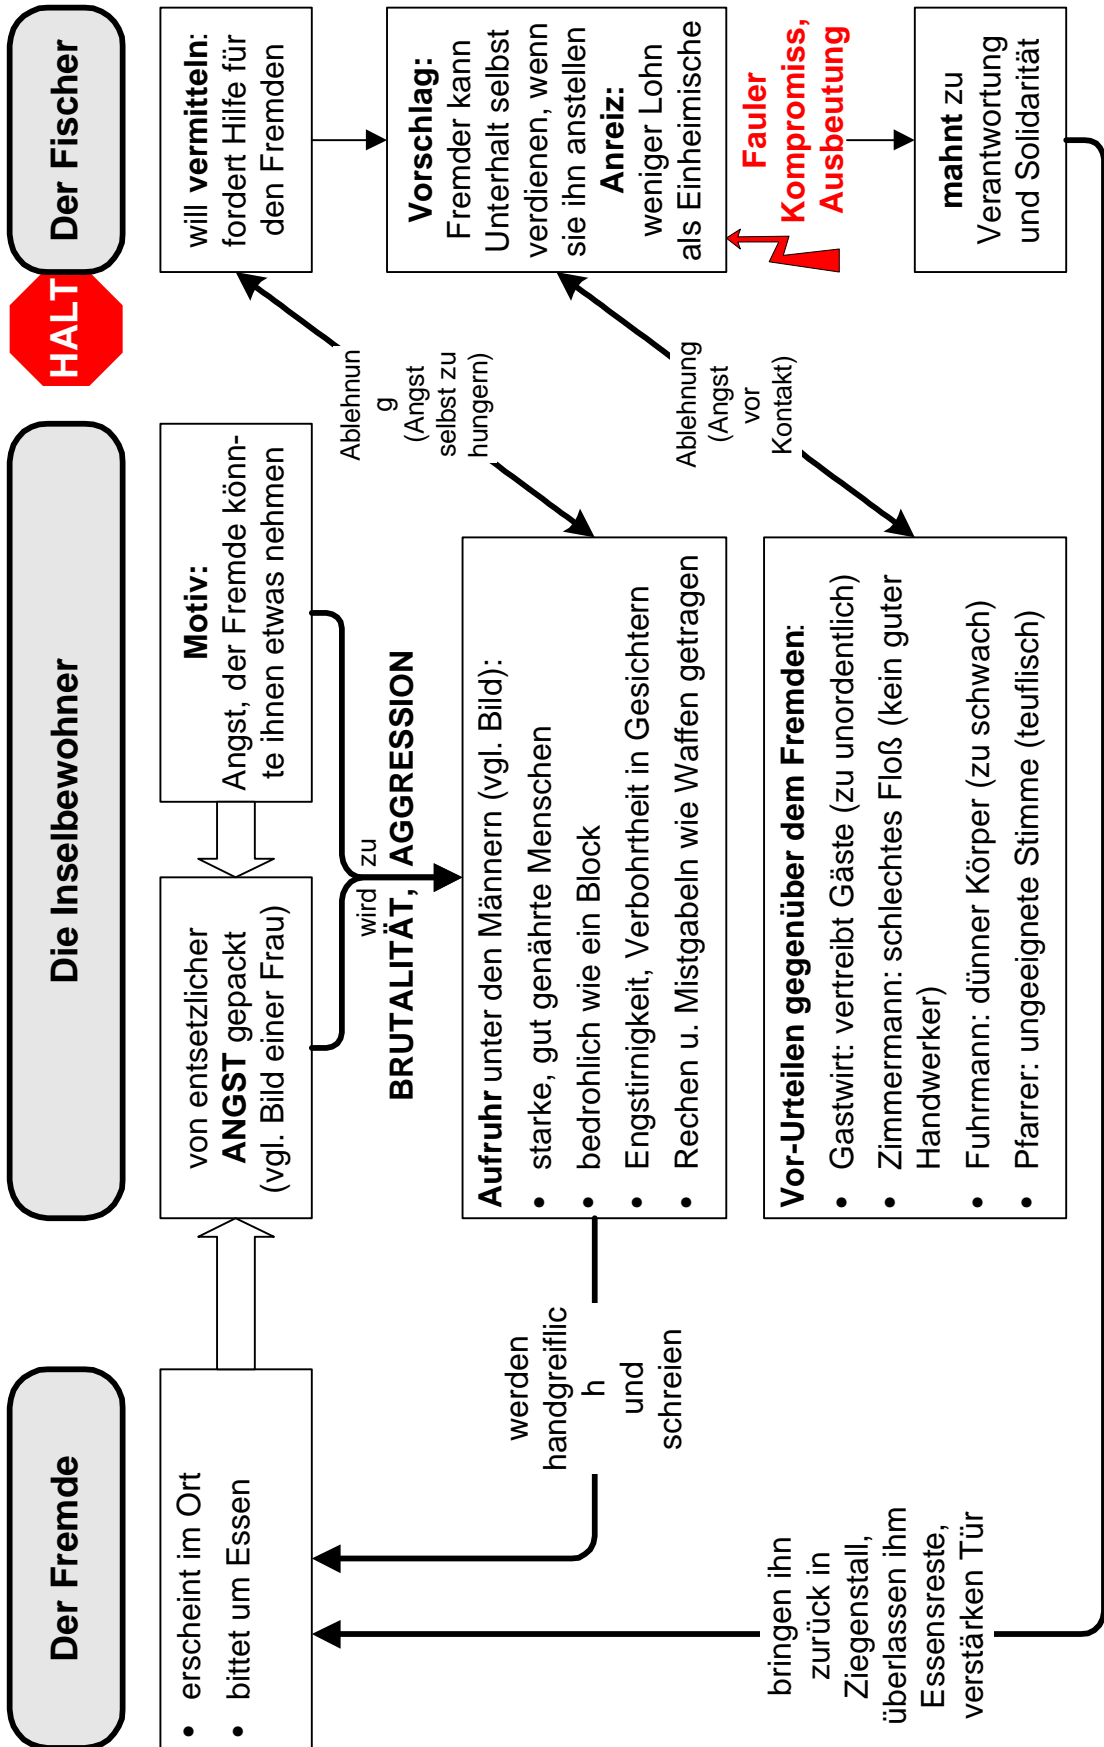 Der Fremde
Die Inselbewohner
HALT
Der Fischer
• erscheint im Ort
• bittet um Essen
von entsetzlicher
ANGST gepackt
(vgl. Bild einer Frau)
Motiv:
Angst, der Fremde könn-
te ihnen etwas nehmen
will vermitteln:
fordert Hilfe für
den Fremden
wird zu
BRUTALITÄT, AGGRESSION
Ablehnun
g
(Angst
selbst zu
hungern)
Vorschlag:
Fremder kann
Unterhalt selbst
verdienen, wenn
sie ihn anstellen
Anreiz:
weniger Lohn
als Einheimische
Aufruhr unter den Männern (vgl. Bild):
• starke, gut genährte Menschen
• bedrohlich wie ein Block
• Engstirnigkeit, Verbohrtheit in Gesichtern
• Rechen u. Mistgabeln wie Waffen getragen
werden
handgreiflic
h
und
schreien
Ablehnung
(Angst
vor
Kontakt)
Fauler
Kompromiss,
Ausbeutung
Vor-Urteilen gegenüber dem Fremden:
• Gastwirt: vertreibt Gäste (zu unordentlich)
• Zimmermann: schlechtes Floß (kein guter
Handwerker)
• Fuhrmann: dünner Körper (zu schwach)
• Pfarrer: ungeeignete Stimme (teuflisch)
mahnt zu
Verantwortung
und Solidarität
bringen ihn
zurück in
Ziegenstall,
überlassen ihm
Essensreste,
verstärken Tür